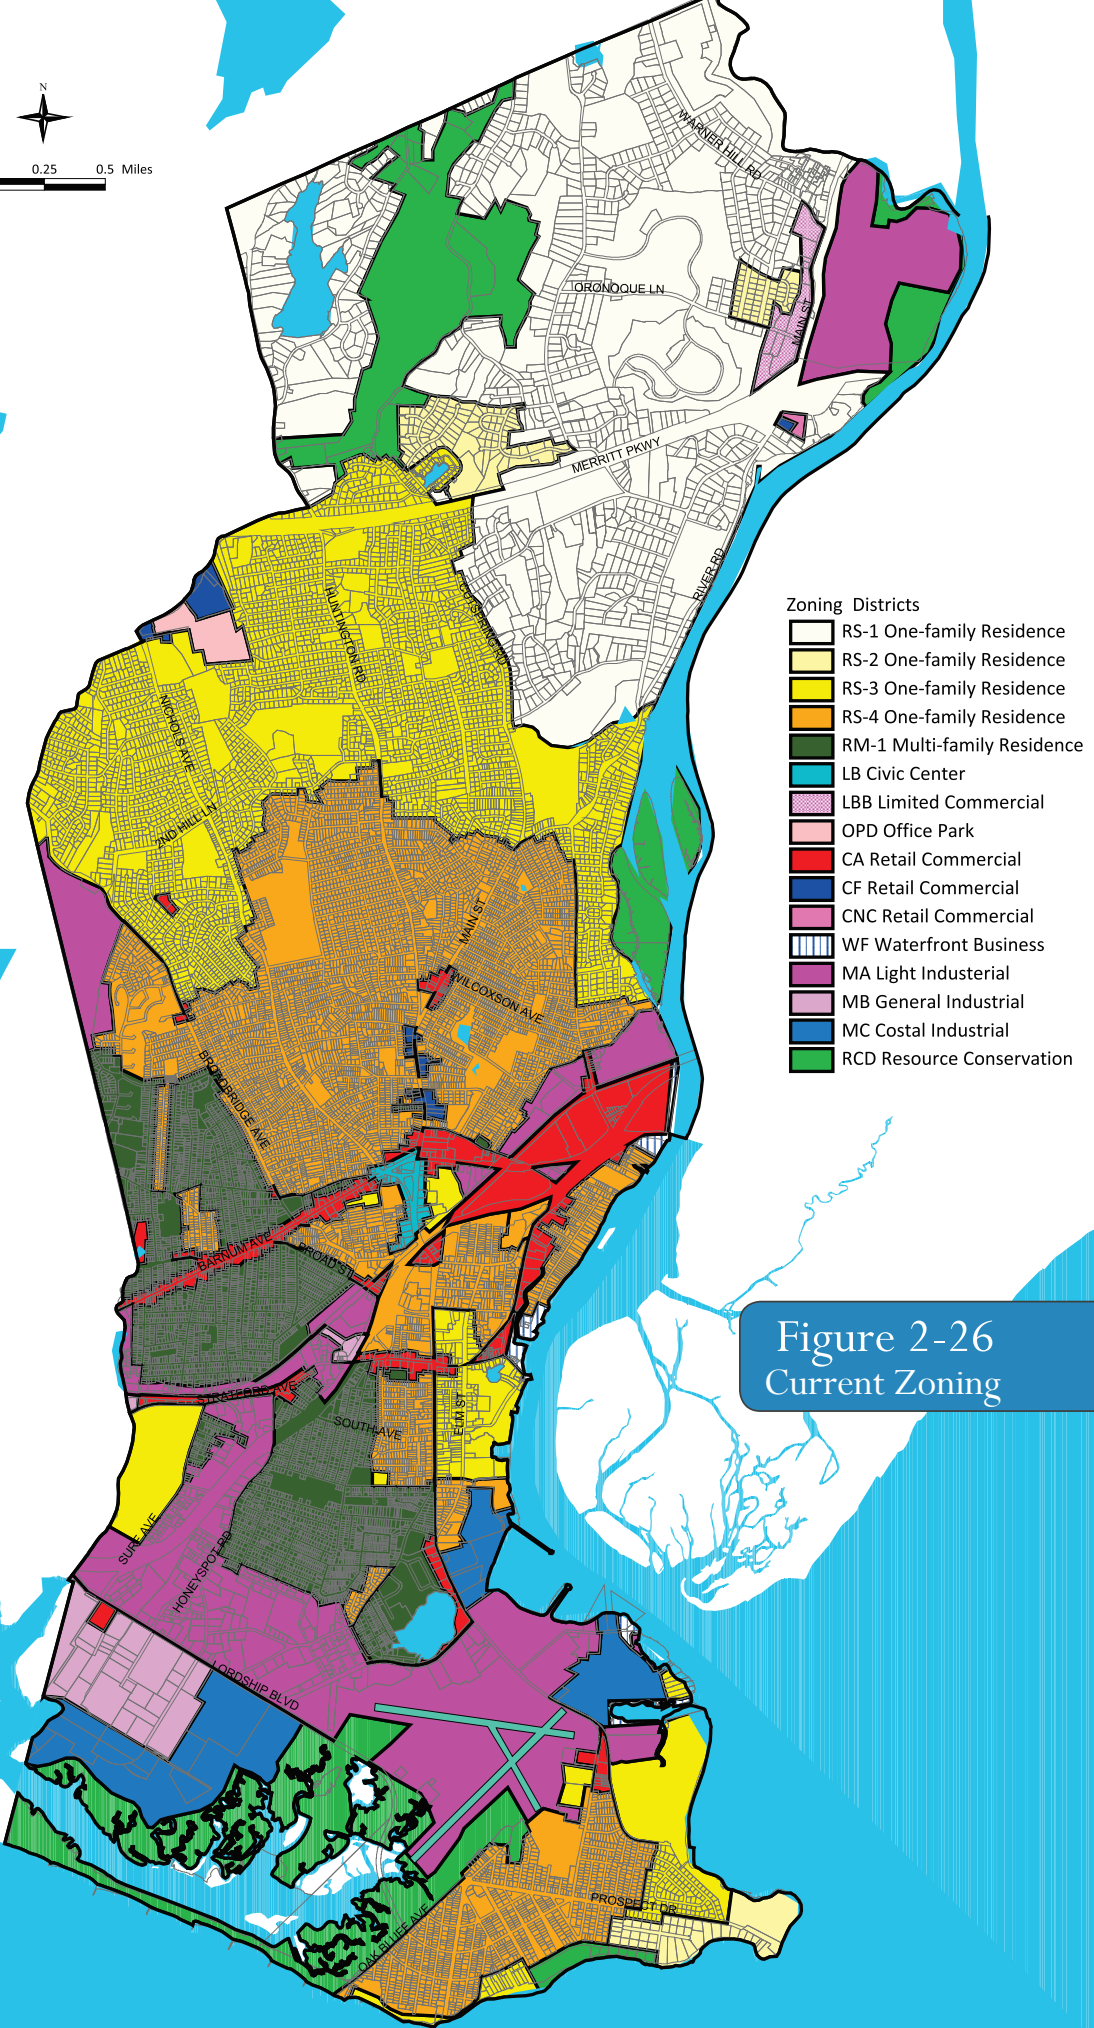 N
0.25 0.5 Miles
WARNER HILL RD
ORONOQUE LN
MAIN ST
MERRITT PKWY
RIVER RD
CUTSPRING RD
HUNTINGTON RD
NICHOLS AVE
2ND HILL LN
MAIN ST
WILCOXSON AVE
BROADBRIDGE AVE
BARNUM AVE
BROAD ST
STRATFORD AVE
SOUTH AVE
ELM ST
SURF AVE
HONEYSPOT RD
LORDSHIP BLVD
PROSPECT DR
OAK BLUFF AVE
Zoning Districts
RS-1 One-family Residence
RS-2 One-family Residence
RS-3 One-family Residence
RS-4 One-family Residence
RM-1 Multi-family Residence
LB Civic Center
LBB Limited Commercial
OPD Office Park
CA Retail Commercial
CF Retail Commercial
CNC Retail Commercial
WF Waterfront Business
MA Light Industerial
MB General Industrial
MC Costal Industrial
RCD Resource Conservation
Figure 2-26
Current Zoning